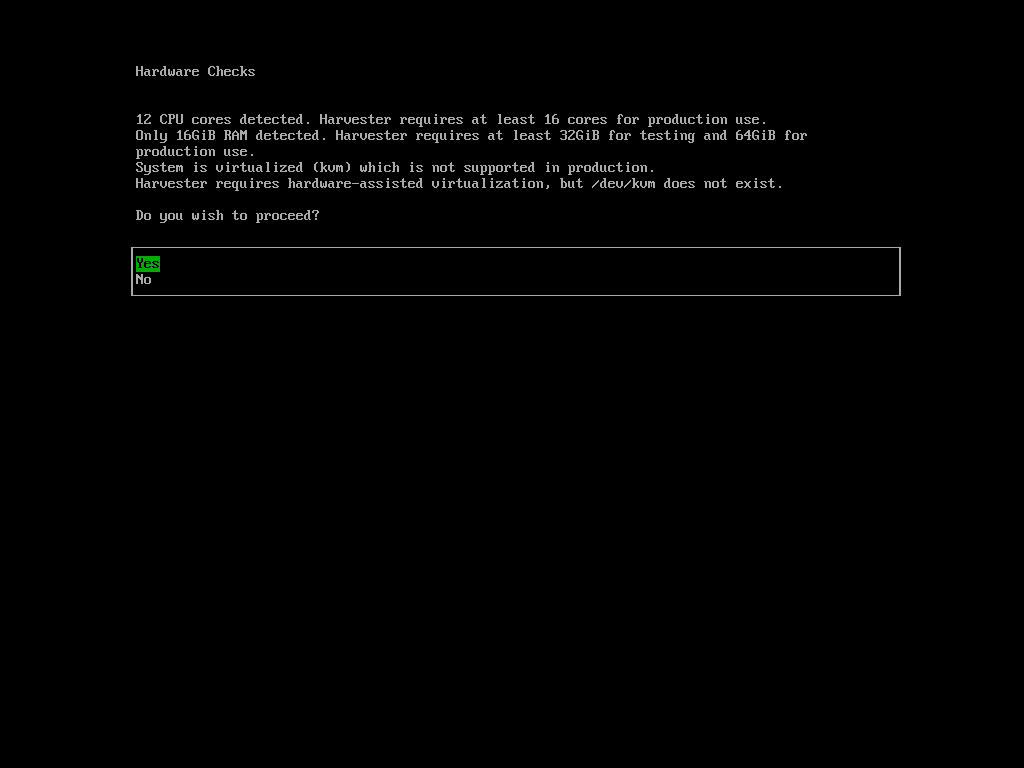 Hardware Checks
12 CPU cores detected. Harvester requires at least 16 cores for production use.
Only 16GiB RAM detected. Harvester requires at least 32GiB for testing and 64GiB for
production use.
System is virtualized (kvm) which is not supported in production.
Harvester requires hardware-assisted virtualization, but /dev/kvm does not exist.
Do you wish to proceed?
Yes
No